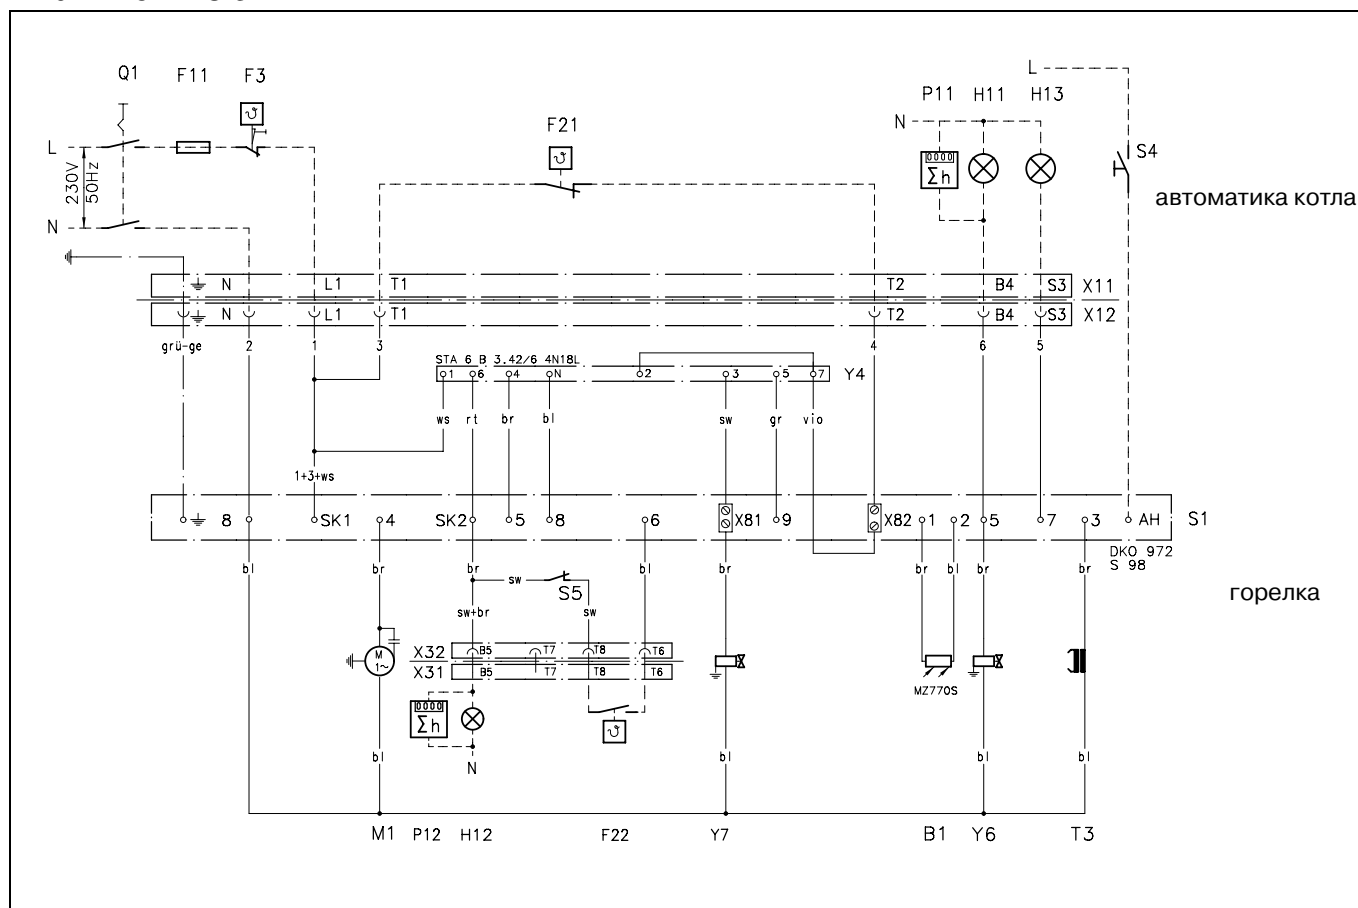 Q1 F11 F3
L
P11 H11 H13
N
F21
ϑ
ϑ
0000
Σh
S4
L
230V
50Hz
N
автоматика котла
N L1 T1 T2 B4 S3 X11
N L1 T1 T2 B4 S3 X12
grü-ge 2 1 3 4 6 5
STA 6 B 3.42/6 4N18L
1 6 4 N 2 3 5 7 Y4
ws rt br bl sw gr vio
1+3+ws
8 SK1 4 SK2 5 8 6 X81 9 X82 1 2 5 7 3 AH S1
DKO 972
S 98
bl br br sw bl br br bl br br
S5
горелка
sw+br sw
M
1~
X32 B5 T7 T8 T6
X31 B5 T7 T8 T6
MZ770S
0000
Σh
ϑ
bl bl bl bl
N
M1 P12 H12 F22 Y7 B1 Y6 T3